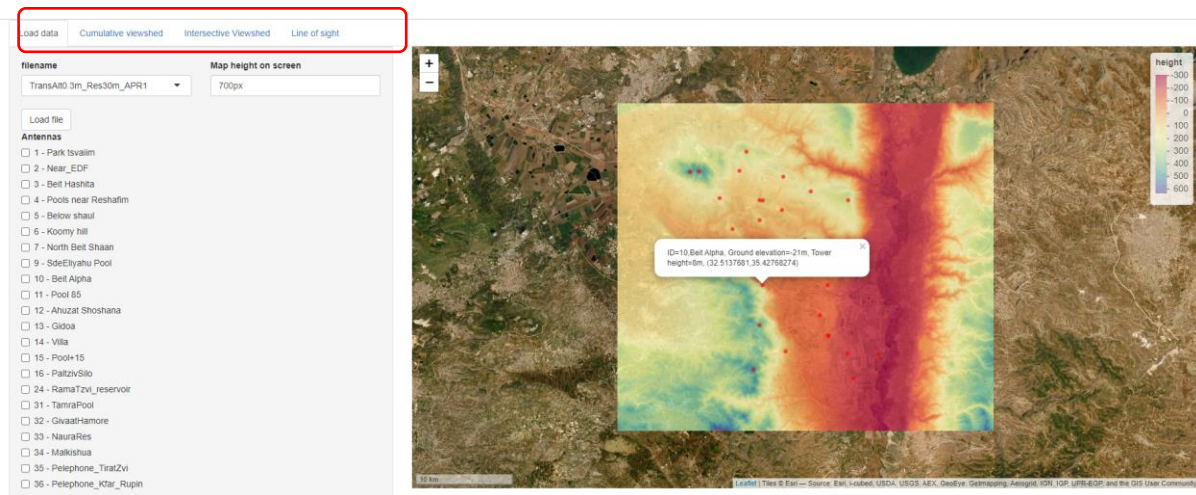 Load data Cumulative viewshed Intersective Viewshed Line of sight
filename Map height on screen
TransAlt0.3m_Res30m_APR1 700px
Load file
Antennas
1 - Park tsvaiim
2 - Near_EDF
3 - Beit Hashita
4 - Pools near Reshafim
5 - Below shaul
6 - Koomy hill
7 - North Beit Shaan
9 - SdeEliyahu Pool
10 - Beit Alpha
11 - Pool 85
12 - Ahuzat Shoshana
13 - Gidoa
14 - Villa
15 - Pool+15
16 - PaltzivSilo
24 - RamaTzvi_reservoir
31 - TamraPool
32 - GivaatHamore
33 - NauraRes
34 - Malkishua
35 - Pelephone_TiratZvi
36 - Pelephone_Kfar_Rupin
+
−
ID=10,Beit Alpha, Ground elevation=-21m, Tower
height=8m, (32.5137681,35.42768274)
×
height
-300
-200
-100
0
100
200
300
400
500
600
10 km
Leaflet | Tiles © Esri — Source: Esri, i-cubed, USDA, USGS, AEX, GeoEye, Getmapping, Aerogrid, IGN, IGP, UPR-EGP, and the GIS User Community